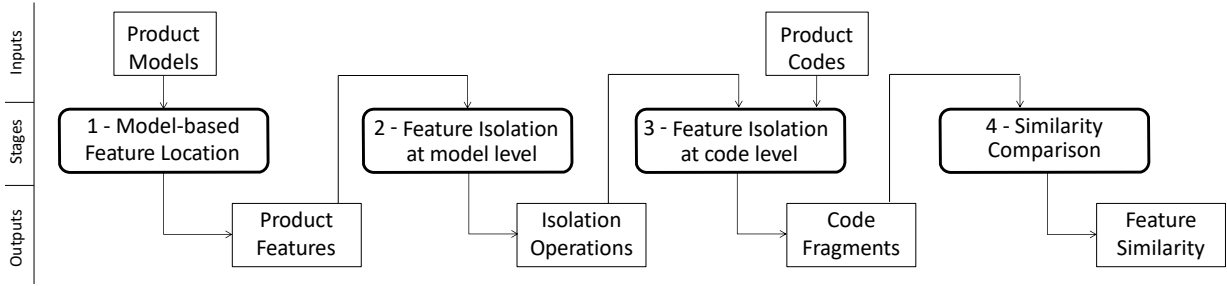 Inputs
Product
Models
Product
Codes
Stages
1 - Model-based
Feature Location
2 - Feature Isolation
at model level
3 - Feature Isolation
at code level
4 - Similarity
Comparison
Outputs
Product
Features
Isolation
Operations
Code
Fragments
Feature
Similarity